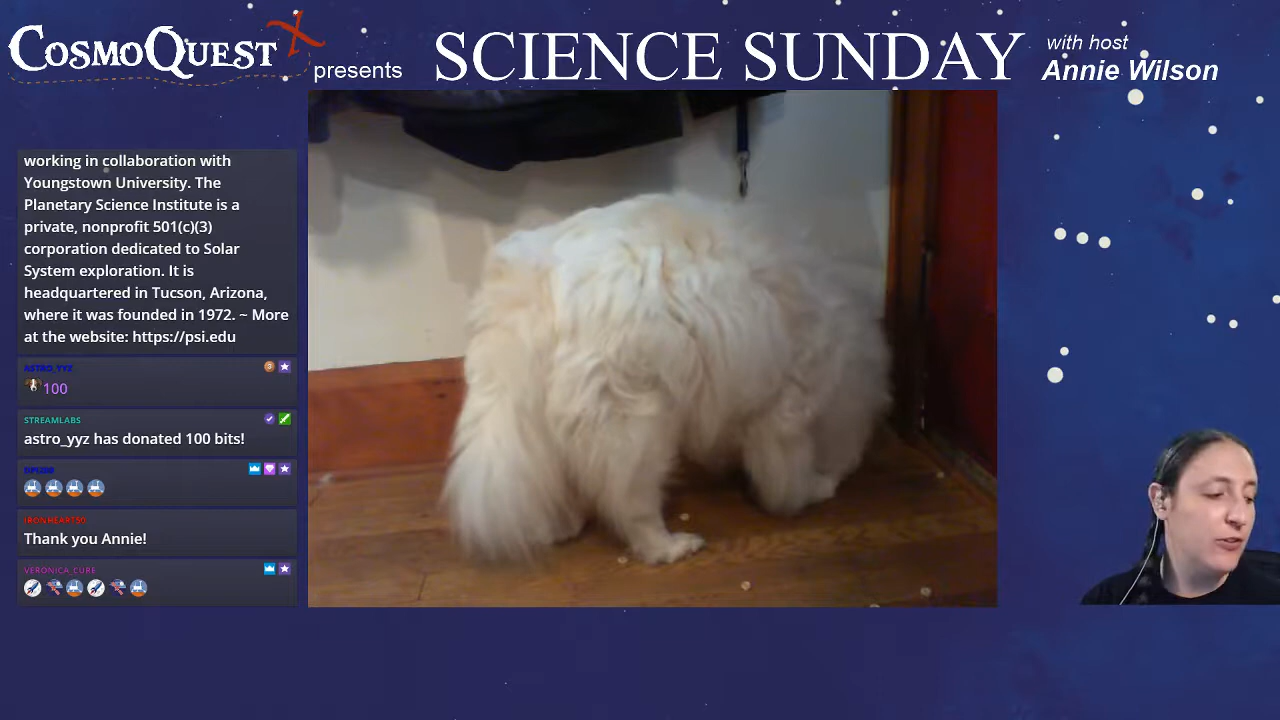 CosmoQuest X
presents
SCIENCE SUNDAY
with host
Annie Wilson
working in collaboration with
Youngstown University. The
Planetary Science Institute is a
private, nonprofit 501(c)(3)
corporation dedicated to Solar
System exploration. It is
headquartered in Tucson, Arizona,
where it was founded in 1972. ~ More
at the website: https://psi.edu
ASTRO_YYZ
100
STREAMLABS
astro_yyz has donated 100 bits!
IRONHEART50
Thank you Annie!
VERONICA_CURE